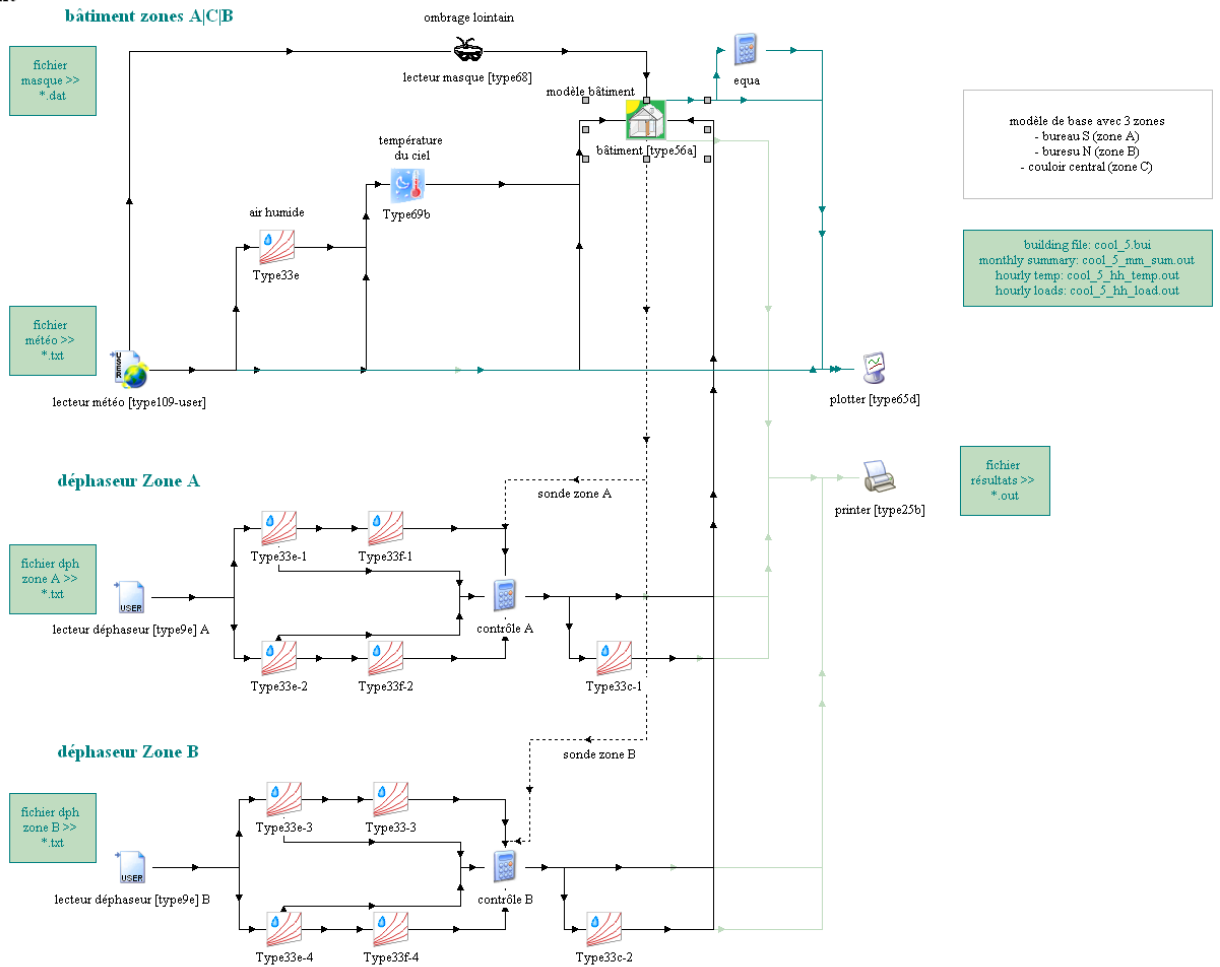 bâtiment zones A|C|B
ombrage lointain
fichier
masque >>
*.dat
lecteur masque [type68]
equa
modèle bâtiment
bâtiment [type56a]
modèle de base avec 3 zones
- bureau S (zone A)
- buresu N (zone B)
- couloir central (zone C)
température
du ciel
Type69b
air humide
Type33e
building file: cool_5.bui
monthly summary: cool_5_mm_sum.out
hourly temp: cool_5_hh_temp.out
hourly loads: cool_5_hh_load.out
fichier
météo >>
*.txt
lecteur météo [type109-user]
plotter [type65d]
déphaseur Zone A
sonde zone A
fichier
résultats >>
*.out
printer [type25b]
Type33e-1
Type33f-1
fichier dph
zone A >>
*.txt
USER
lecteur déphaseur [type9e] A
contrôle A
Type33e-2
Type33f-2
Type33c-1
déphaseur Zone B
sonde zone B
fichier dph
zone B >>
*.txt
Type33e-3
Type33-3
USER
lecteur déphaseur [type9e] B
contrôle B
Type33e-4
Type33f-4
Type33c-2